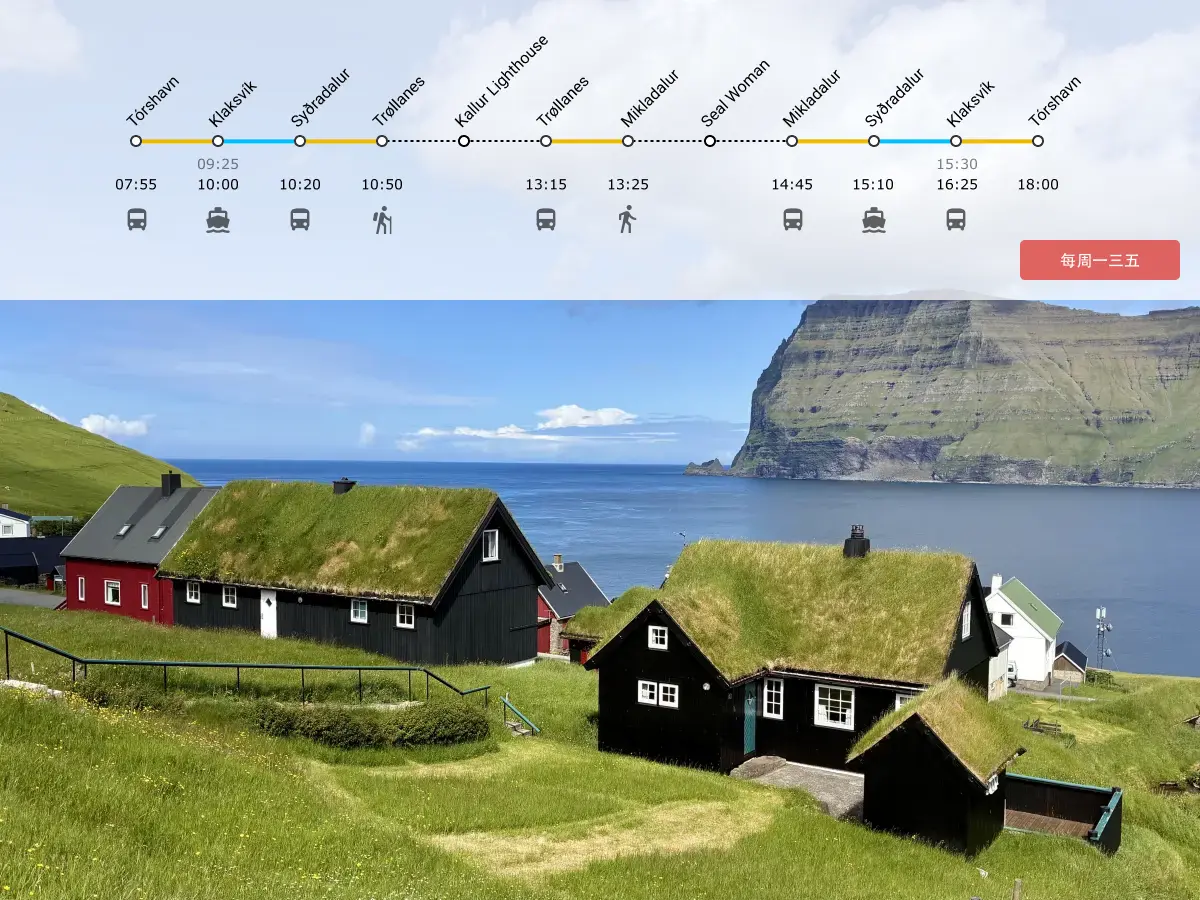 Tórshavn
Klaksvík
Syðradalur
Trøllanes
Kallur Lighthouse
Trøllanes
Mikladalur
Seal Woman
Mikladalur
Syðradalur
Klaksvík
Tórshavn
09:25 15:30
07:55 10:00 10:20 10:50 13:15 13:25 14:45 15:10 16:25 18:00
每周一三五